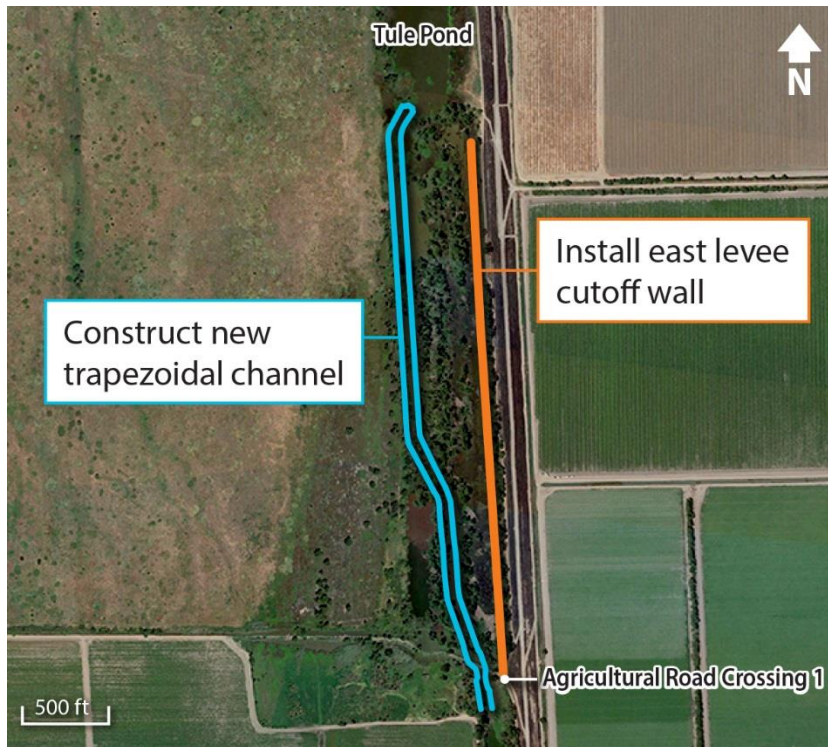 Tule Pond
N
Install east levee
cutoff wall
Construct new
trapezoidal channel
Agricultural Road Crossing 1
500 ft